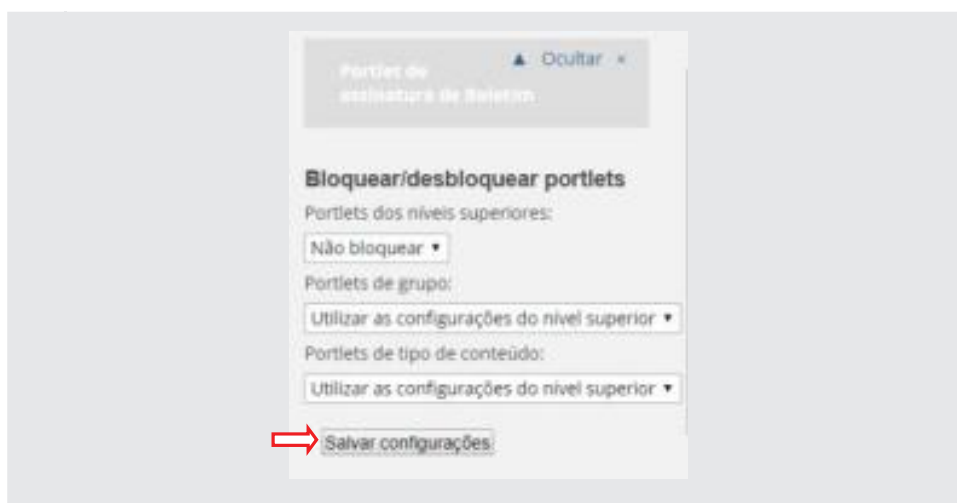 ▲ Ocultar ×
Portlet de
assinatura de Boletim
Bloquear/desbloquear portlets
Portlets dos níveis superiores:
Não bloquear ▼
Portlets de grupo:
Utilizar as configurações do nível superior ▼
Portlets de tipo de conteúdo:
Utilizar as configurações do nível superior ▼
Salvar configurações